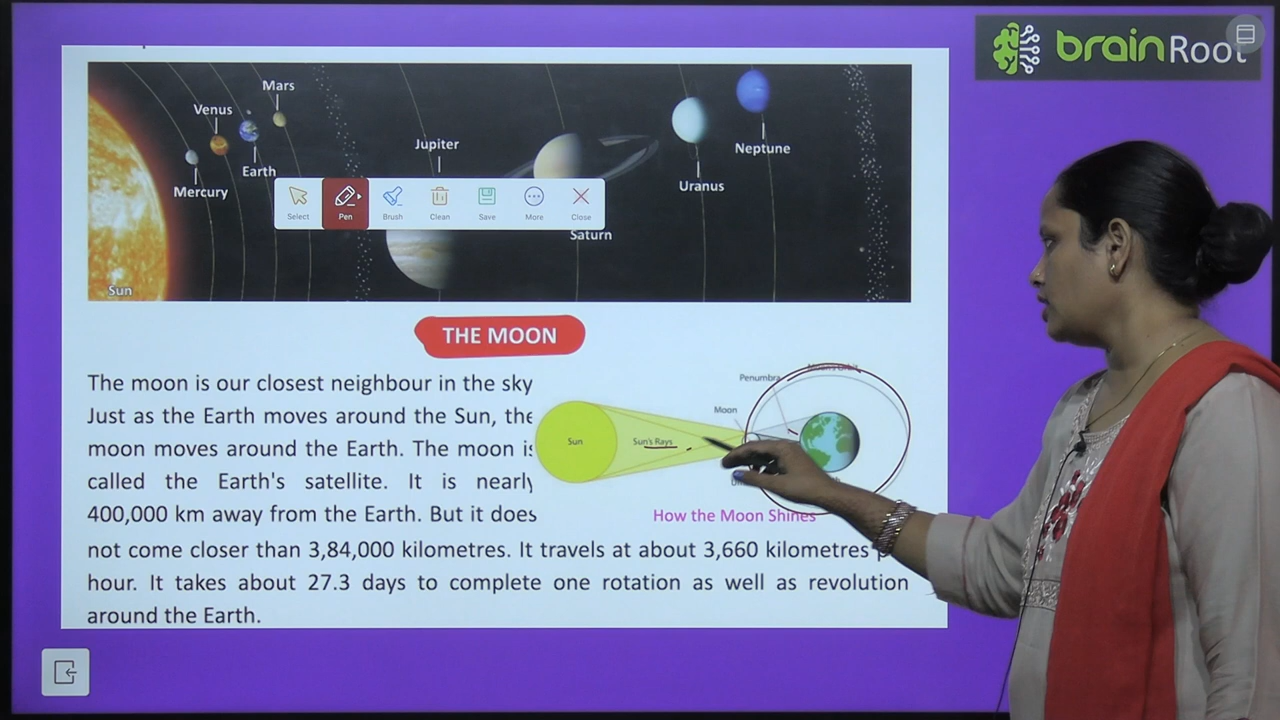 brainRoot
Mars
Venus
Jupiter
Neptune
Earth
Mercury
Uranus
Select
Pen
Brush
Clean
Save
More
Close
Saturn
Sun
THE MOON
The moon is our closest neighbour in the sky
Just as the Earth moves around the Sun, the
moon moves around the Earth. The moon is
called the Earth's satellite. It is nearly
400,000 km away from the Earth. But it does
not come closer than 3,84,000 kilometres. It travels at about 3,660 kilometres
hour. It takes about 27.3 days to complete one rotation as well as revolution
around the Earth.
Moon's Orbit
Penumbra
Moon
Sun
Sun's Rays
How the Moon Shines